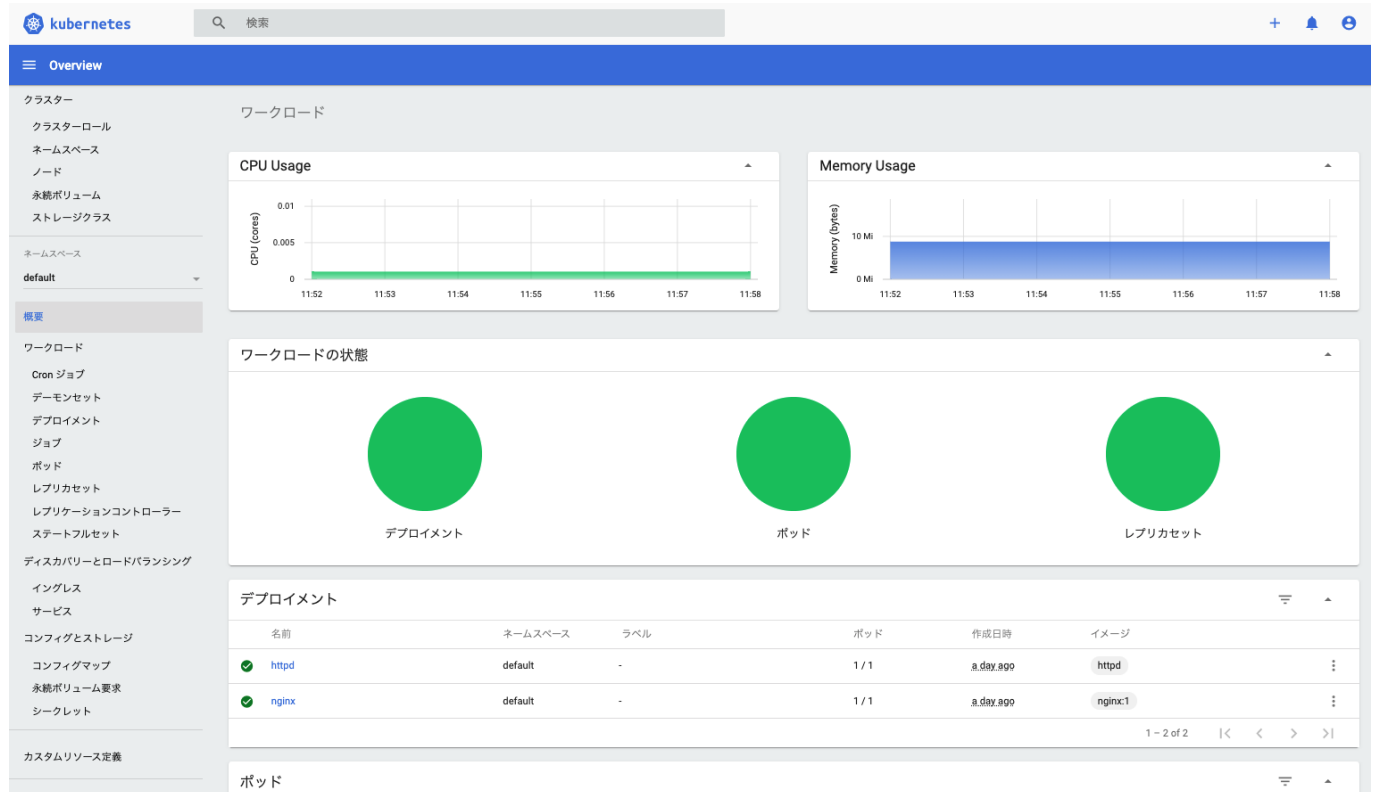 kubernetes
検索
Overview
クラスター
クラスターロール
ネームスペース
ノード
永続ボリューム
ストレージクラス
ネームスペース
default
概要
ワークロード
Cron ジョブ
デーモンセット
デプロイメント
ジョブ
ポッド
レプリカセット
レプリケーションコントローラー
ステートフルセット
ディスカバリーとロードバランシング
イングレス
サービス
コンフィグとストレージ
コンフィグマップ
永続ボリューム要求
シークレット
カスタムリソース定義
ワークロード
CPU Usage
CPU (cores)
0.01
0.005
0
11:52 11:53 11:54 11:55 11:56 11:57 11:58
Memory Usage
Memory (bytes)
10 Mi
0 Mi
11:52 11:53 11:54 11:55 11:56 11:57 11:58
ワークロードの状態
デプロイメント ポッド レプリカセット
デプロイメント
名前 ネームスペース ラベル ポッド 作成日時 イメージ
httpd default - 1 / 1 a day ago httpd
nginx default - 1 / 1 a day ago nginx:1
1 – 2 of 2
ポッド